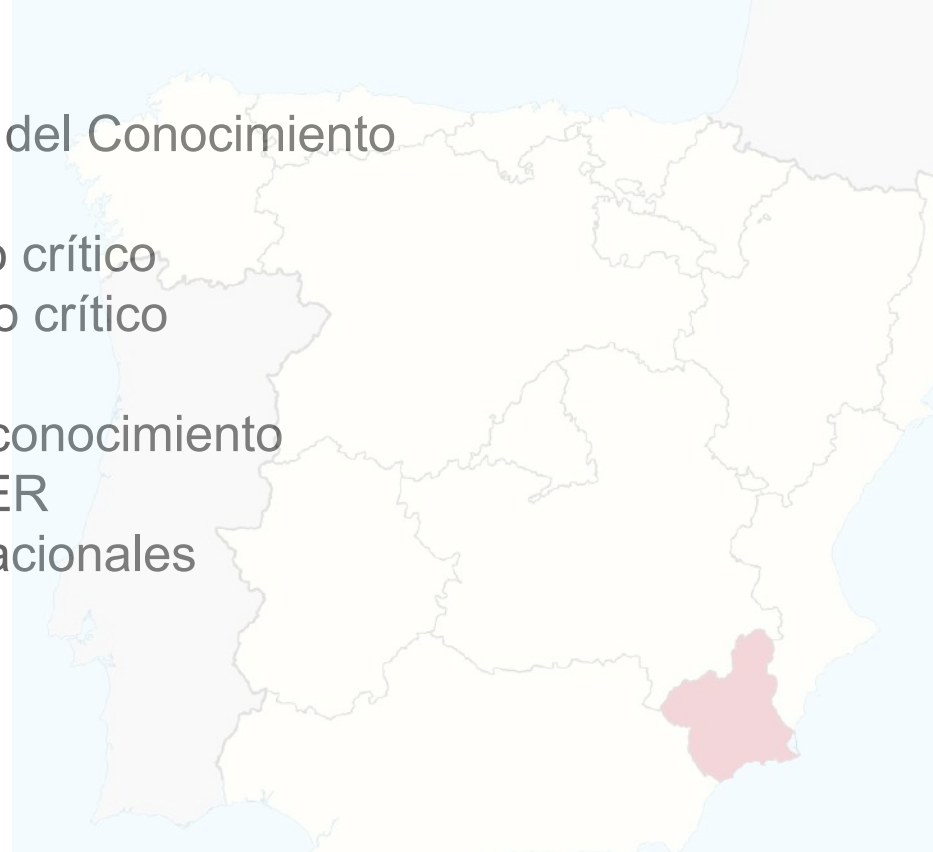 del Conocimiento
o crítico
o crítico
conocimiento
ER
acionales